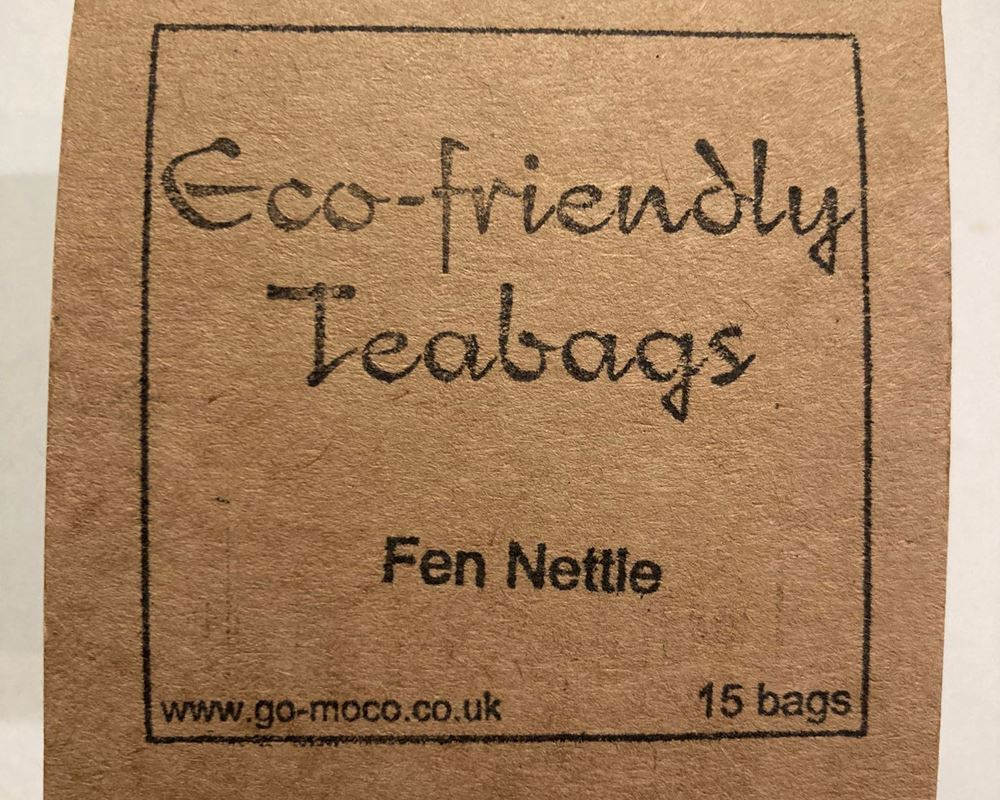 Eco-friendly
Teabags
Fen Nettle
www.go-moco.co.uk 15 bags